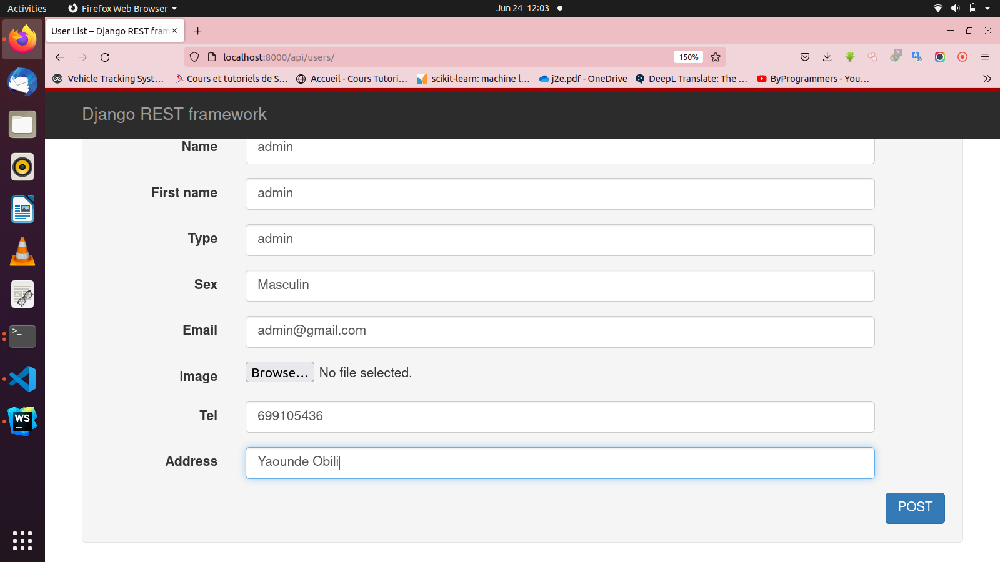 Activities Firefox Web Browser Jun 24 12:03
User List – Django REST fram
localhost:8000/api/users/ 150%
Vehicle Tracking Syst… Cours et tutoriels de S… Accueil - Cours Tutori… scikit-learn: machine l… j2e.pdf - OneDrive DeepL Translate: The … ByProgrammers - You…
Django REST framework
Name admin
First name admin
Type admin
Sex Masculin
Email admin@gmail.com
Image Browse… No file selected.
Tel 699105436
WS
Address Yaounde Obili
POST